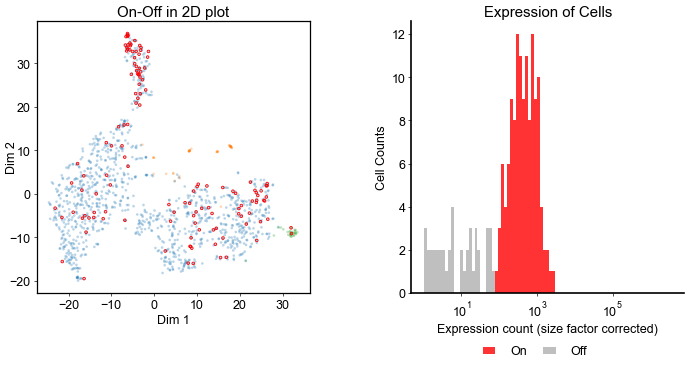 On-Off in 2D plot
Dim 2
30
20
10
0
−10
−20
−20
−10
0
10
20
30
Dim 1
Expression of Cells
Cell Counts
12
10
8
6
4
2
0
10^1
10^3
10^5
Expression count (size factor corrected)
On
Off